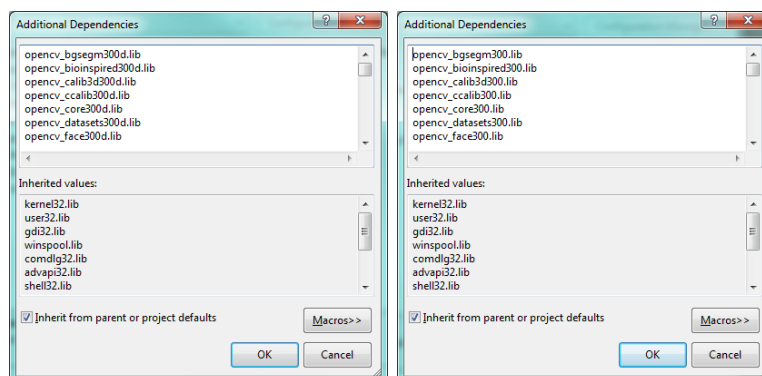 Additional Dependencies
opencv_bgsegm300d.lib
opencv_bioinspired300d.lib
opencv_calib3d300d.lib
opencv_ccalib300d.lib
opencv_core300d.lib
opencv_datasets300d.lib
opencv_face300d.lib
Inherited values:
kernel32.lib
user32.lib
gdi32.lib
winspool.lib
comdlg32.lib
advapi32.lib
shell32.lib
Inherit from parent or project defaults
Macros>>
OK
Cancel
Additional Dependencies
opencv_bgsegm300.lib
opencv_bioinspired300.lib
opencv_calib3d300.lib
opencv_ccalib300.lib
opencv_core300.lib
opencv_datasets300.lib
opencv_face300.lib
Inherited values:
kernel32.lib
user32.lib
gdi32.lib
winspool.lib
comdlg32.lib
advapi32.lib
shell32.lib
Inherit from parent or project defaults
Macros>>
OK
Cancel